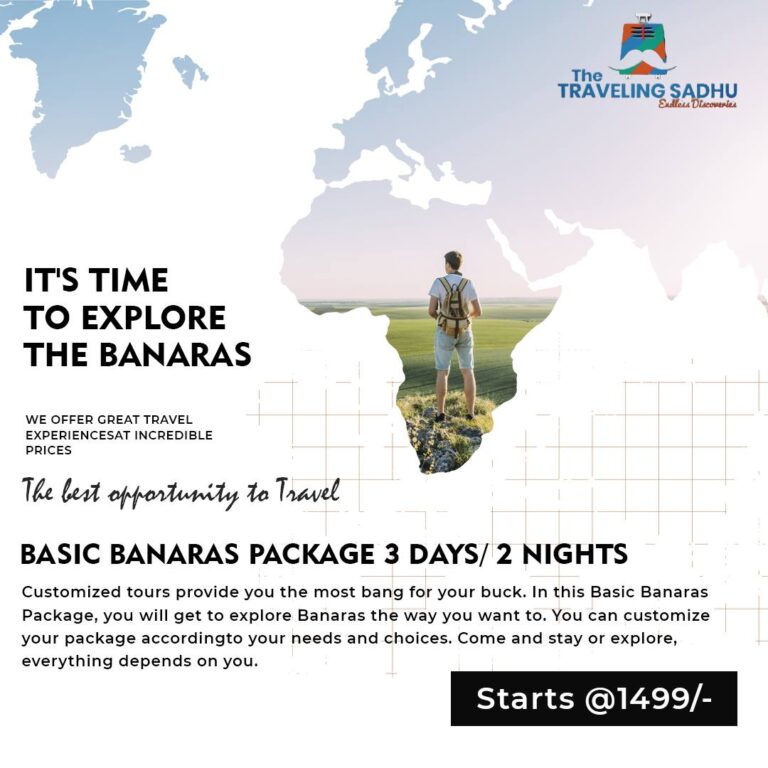 The
TRAVELING SADHU
Endless Discoveries
IT'S TIME
TO EXPLORE
THE BANARAS
WE OFFER GREAT TRAVEL
EXPERIENCESAT INCREDIBLE
PRICES
The best opportunity to Travel
BASIC BANARAS PACKAGE 3 DAYS/ 2 NIGHTS
Customized tours provide you the most bang for your buck. In this Basic Banaras
Package, you will get to explore Banaras the way you want to. You can customize
your package accordingto your needs and choices. Come and stay or explore,
everything depends on you.
Starts @1499/-